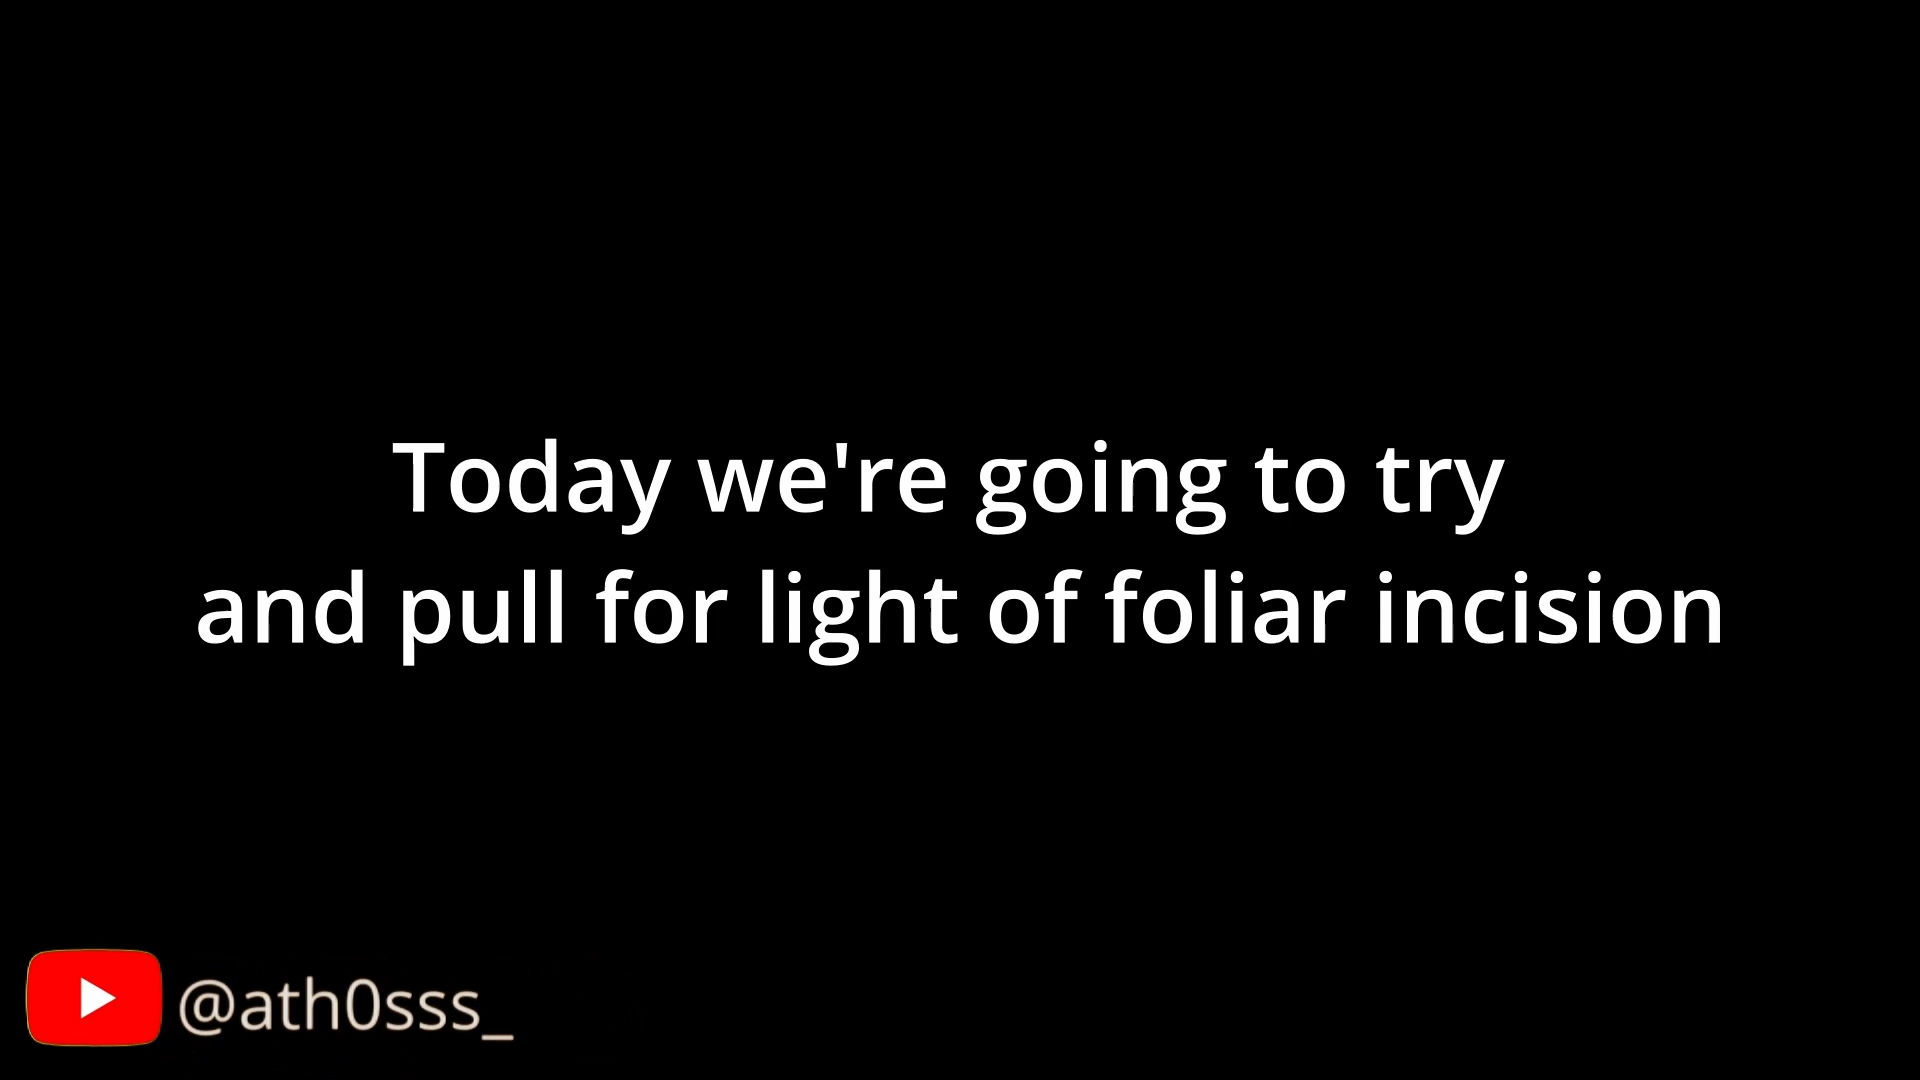 Today we're going to try
and pull for light of foliar incision
@ath0sss_